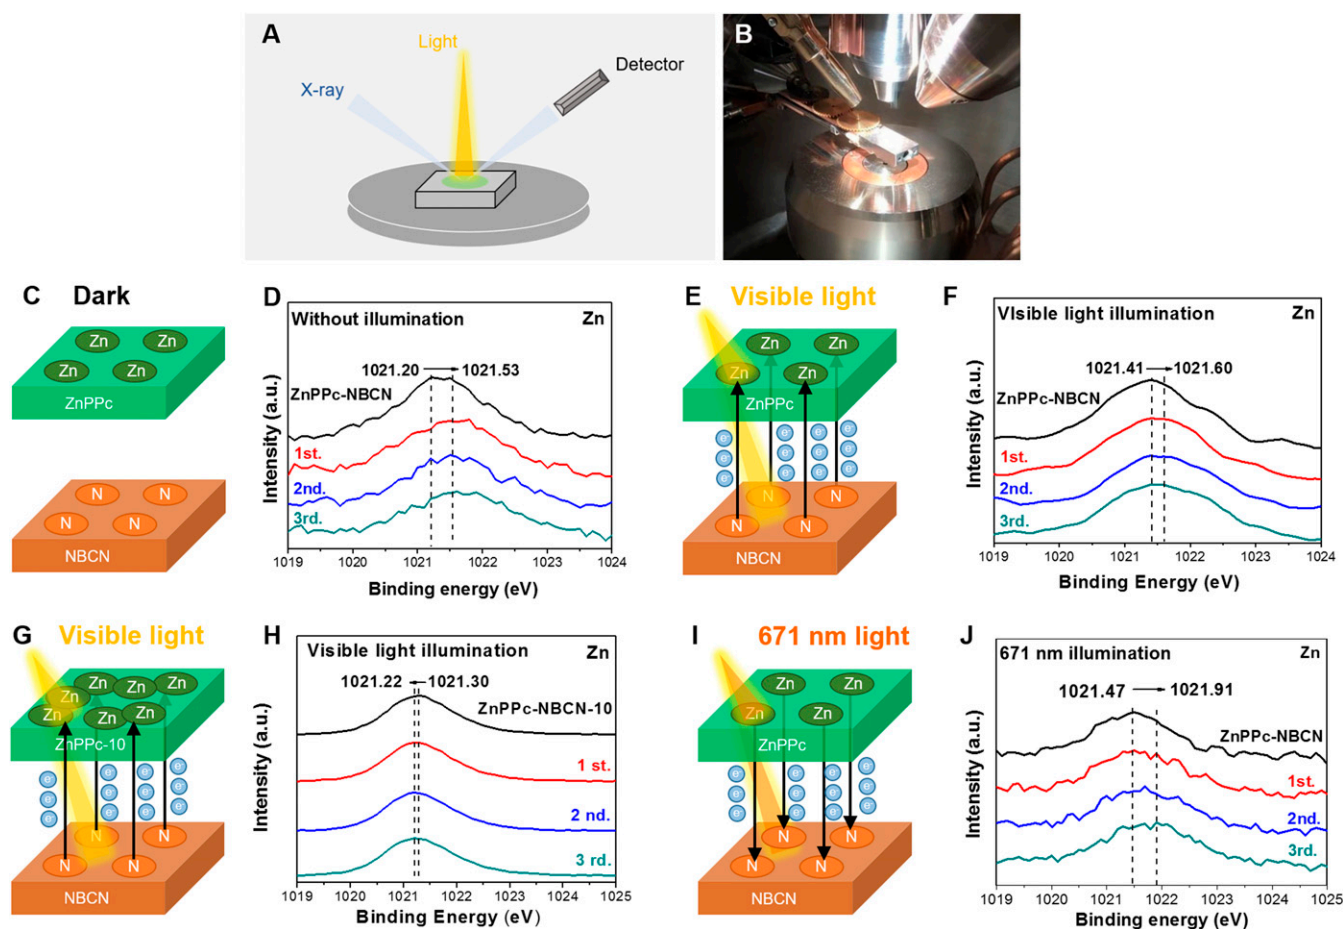 A
Light
X-ray
Detector
B
C Dark
Zn Zn
Zn Zn
ZnPPc
N N
N N
NBCN
D
Without illumination Zn
1021.20 1021.53
ZnPPc-NBCN
1st.
2nd.
3rd.
Intensity (a.u.)
1019 1020 1021 1022 1023 1024
Binding energy (eV)
E Visible light
Zn Zn
Zn Zn
ZnPPc
e- e- e- e-
e- e- e- e-
e- e- e- e-
N N
N N
NBCN
F
VIsible light illumination Zn
1021.41 1021.60
ZnPPc-NBCN
1st.
2nd.
3rd.
Intensity (a.u.)
1019 1020 1021 1022 1023 1024
Binding Energy (eV)
G Visible light
Zn Zn Zn
Zn
Zn Zn Zn
ZnPPc-10
e- e- e- e-
e- e- e- e-
e- e- e- e-
N N
N N
NBCN
H
Visible light illumination Zn
1021.22 1021.30
ZnPPc-NBCN-10
1 st.
2 nd.
3 rd.
Intensity (a.u.)
1019 1020 1021 1022 1023 1024 1025
Binding Energy (eV)
I 671 nm light
Zn Zn
Zn Zn
ZnPPc
e- e- e- e-
e- e- e- e-
e- e- e- e-
N N
N N
NBCN
J
671 nm illumination Zn
1021.47 1021.91
ZnPPc-NBCN
1st.
2nd.
3rd.
Intensity (a.u.)
1019 1020 1021 1022 1023 1024 1025
Binding Energy (eV)